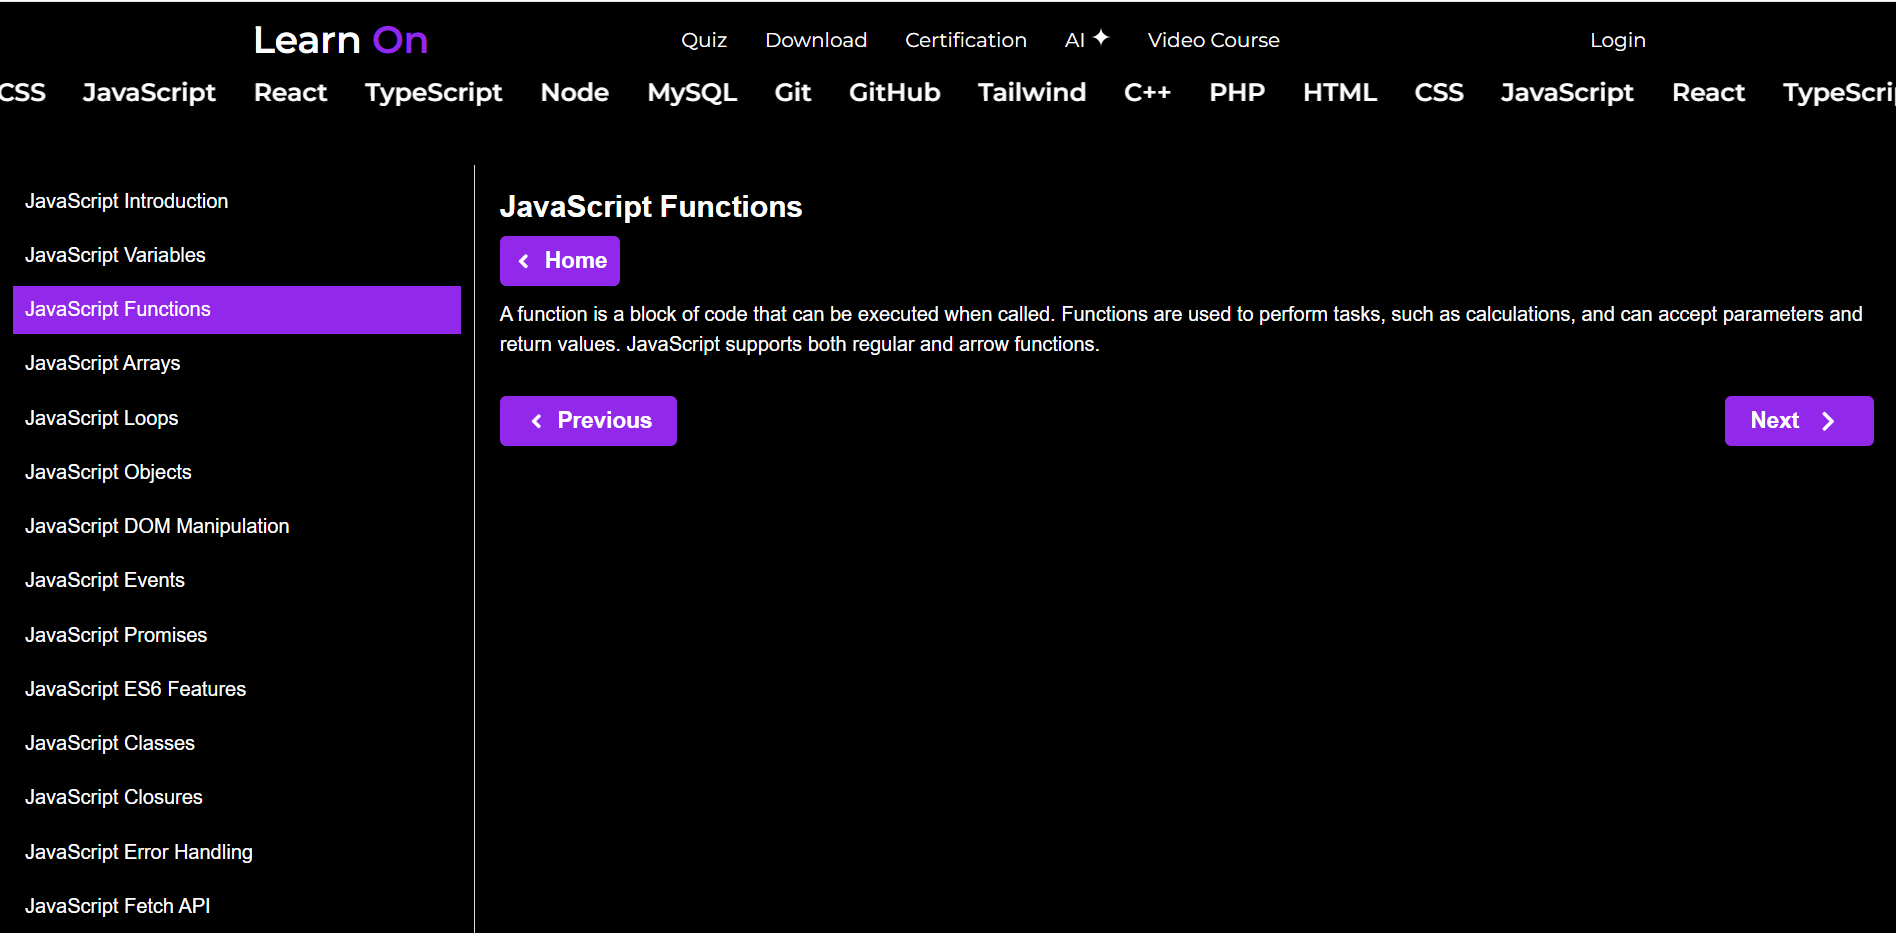 Learn On
Quiz Download Certification AI Video Course Login
CSS JavaScript React TypeScript Node MySQL Git GitHub Tailwind C++ PHP HTML CSS JavaScript React TypeScri
JavaScript Introduction
JavaScript Variables
JavaScript Functions
JavaScript Arrays
JavaScript Loops
JavaScript Objects
JavaScript DOM Manipulation
JavaScript Events
JavaScript Promises
JavaScript ES6 Features
JavaScript Classes
JavaScript Closures
JavaScript Error Handling
JavaScript Fetch API
JavaScript Functions
Home
A function is a block of code that can be executed when called. Functions are used to perform tasks, such as calculations, and can accept parameters and
return values. JavaScript supports both regular and arrow functions.
Previous
Next